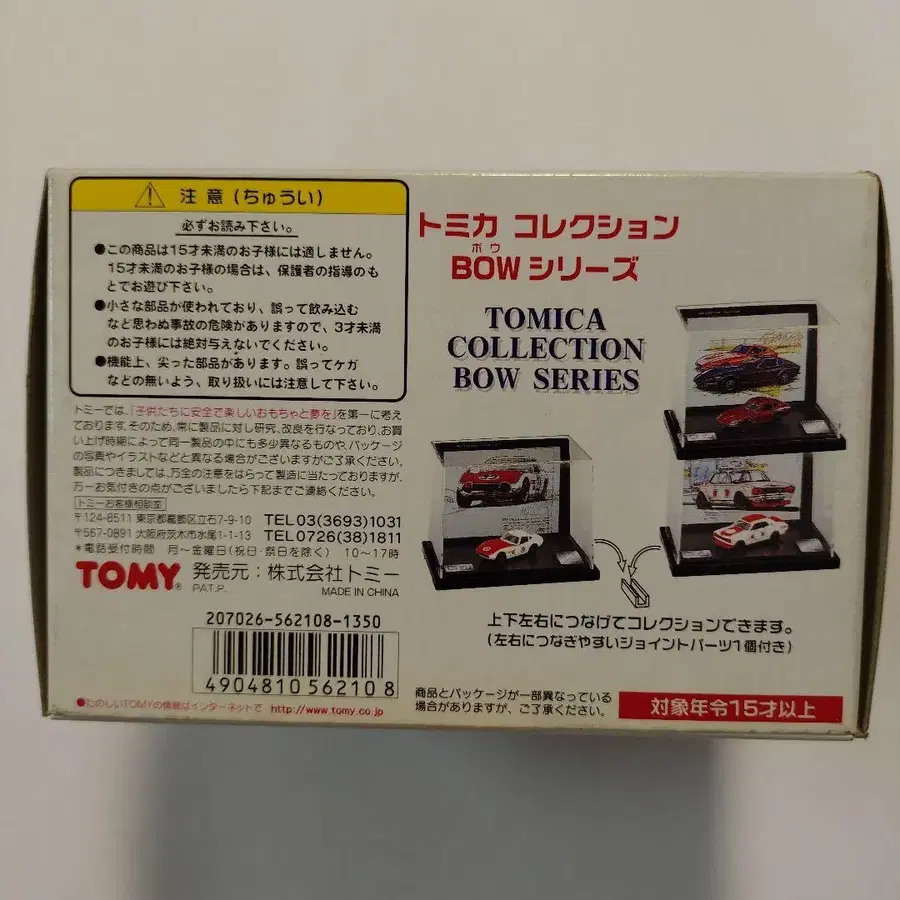 注意(ちゅうい)
必ずお読み下さい。
●この商品は15才未満のお子様には適しません。
15才未満のお子様の場合は、保護者の指導のも
とでお遊び下さい。
●小さな部品が使われており、誤って飲み込む
など思わぬ事故の危険がありますので、3才未満
のお子様には絶対与えないでください。
●機能上、尖った部品があります。誤ってケガ
などの無いよう、取り扱いには注意して下さい。
トミーでは、「子供たちに安全で楽しいおもちゃと夢を」を第一に考え
ております。そのため、常に製品に対し研究、改良を行なっており、お買
い上げ時期によって同一製品の中にも多少異なるものや、パッケージ
の写真やイラストなどと異なる場合がございますがご了承ください。
製品につきましては、万全の注意をはらって製造に当たっておりますが、
万一お気付きの点がございましたら下記までご連絡ください。
トミーお客様相談室
〒124-8511 東京都葛飾区立石7-9-10 TEL03(3693)1031
〒567-0891 大阪府茨木市水尾1-1-13 TEL0726(38)1811
*電話受付時間 月〜金曜日(祝日・祭日を除く) 10〜17時
TOMY® 発売元:株式会社トミー
PAT.P. MADE IN CHINA
207026-562108-1350
4904810562108
●たのしいTOMYの情報はインターネットで http://www.tomy.co.jp
トミカ コレクション
ボウ
BOWシリーズ
TOMICA
COLLECTION
BOW SERIES
上下左右につなげてコレクションできます。
(左右につなぎやすいジョイントパーツ1個付き)
商品とパッケージが一部異なっている
場合がありますが、ご了承ください。
対象年令15才以上